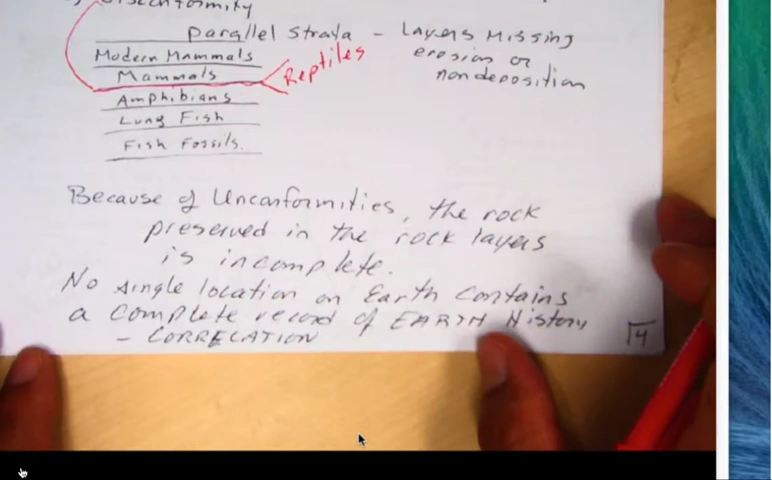 Disconformity
Parallel Strata - Layers Missing
erosion or
nondeposition
Modern Mammals
Mammals
Reptiles
Amphibians
Lung Fish
Fish Fossils.
Because of Unconformities, the rock
preserved in the rock layers
is incomplete.
No single location on Earth contains
a complete record of EARTH History
- CORRELATION
4